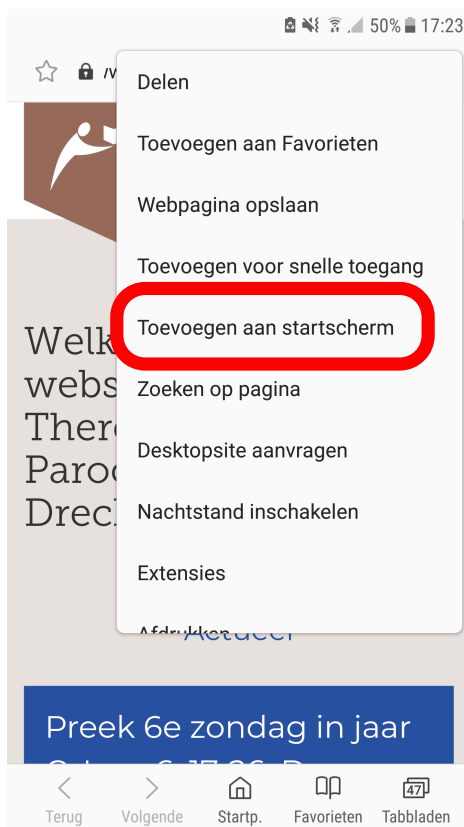 50% 17:23
Delen
Toevoegen aan Favorieten
Webpagina opslaan
Toevoegen voor snelle toegang
Toevoegen aan startscherm
Zoeken op pagina
Desktopsite aanvragen
Nachtstand inschakelen
Extensies
Afdrukken
Welk
webs
Ther
Paro
Drec
Actueel
Preek 6e zondag in jaar
47
Terug Volgende Startp. Favorieten Tabbladen